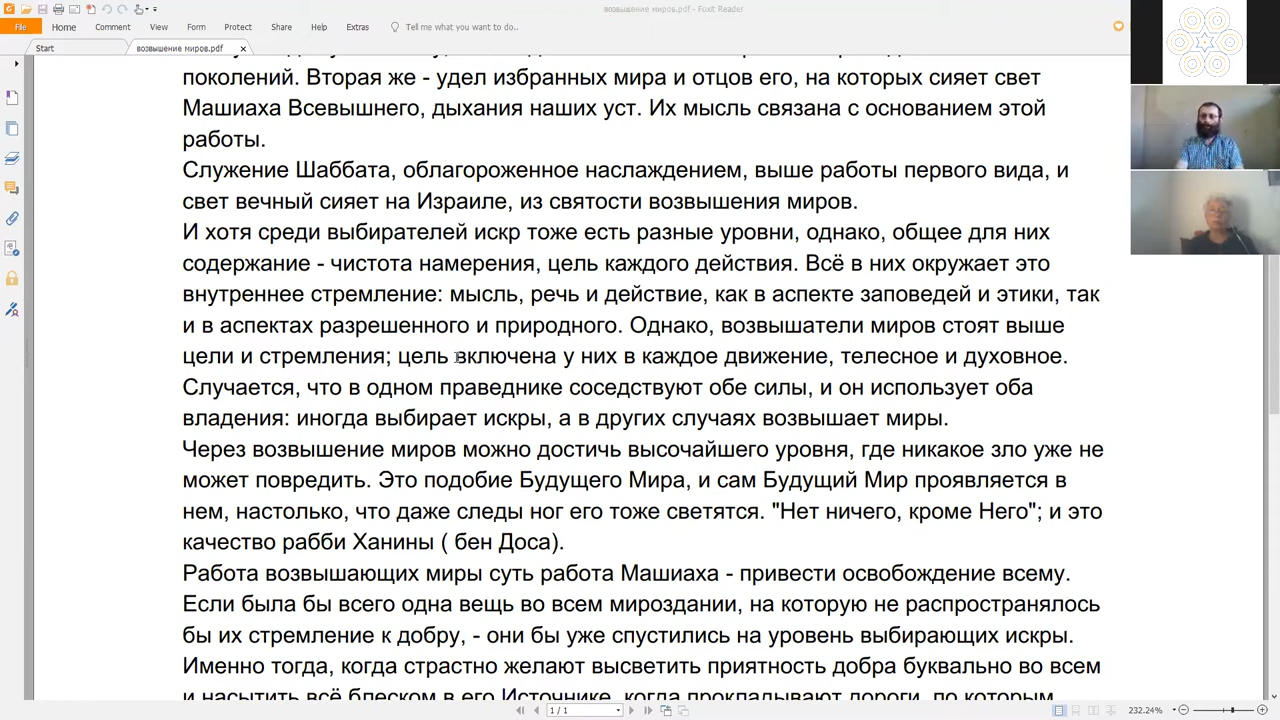 возвышение миров.pdf - Foxit Reader
File Home Comment View Form Protect Share Help Extras Tell me what you want to do..
Start возвышение миров.pdf
поколений. Вторая же - удел избранных мира и отцов его, на которых сияет свет
Машиаха Всевышнего, дыхания наших уст. Их мысль связана с основанием этой
работы.
Служение Шаббата, облагороженное наслаждением, выше работы первого вида, и
свет вечный сияет на Израиле, из святости возвышения миров.
И хотя среди выбирателей искр тоже есть разные уровни, однако, общее для них
содержание - чистота намерения, цель каждого действия. Всё в них окружает это
внутреннее стремление: мысль, речь и действие, как в аспекте заповедей и этики, так
и в аспектах разрешенного и природного. Однако, возвышатели миров стоят выше
цели и стремления; цель включена у них в каждое движение, телесное и духовное.
Случается, что в одном праведнике соседствуют обе силы, и он использует оба
владения: иногда выбирает искры, а в других случаях возвышает миры.
Через возвышение миров можно достичь высочайшего уровня, где никакое зло уже не
может повредить. Это подобие Будущего Мира, и сам Будущий Мир проявляется в
нем, настолько, что даже следы ног его тоже светятся. "Нет ничего, кроме Него"; и это
качество рабби Ханины ( бен Доса).
Работа возвышающих миры суть работа Машиаха - привести освобождение всему.
Если была бы всего одна вещь во всем мироздании, на которую не распространялось
бы их стремление к добру, - они бы уже спустились на уровень выбирающих искры.
Именно тогда, когда страстно желают высветить приятность добра буквально во всем
и насытить всё блеском в его Источнике, когда прокладывают дороги, по которым
1 / 1 232.24%